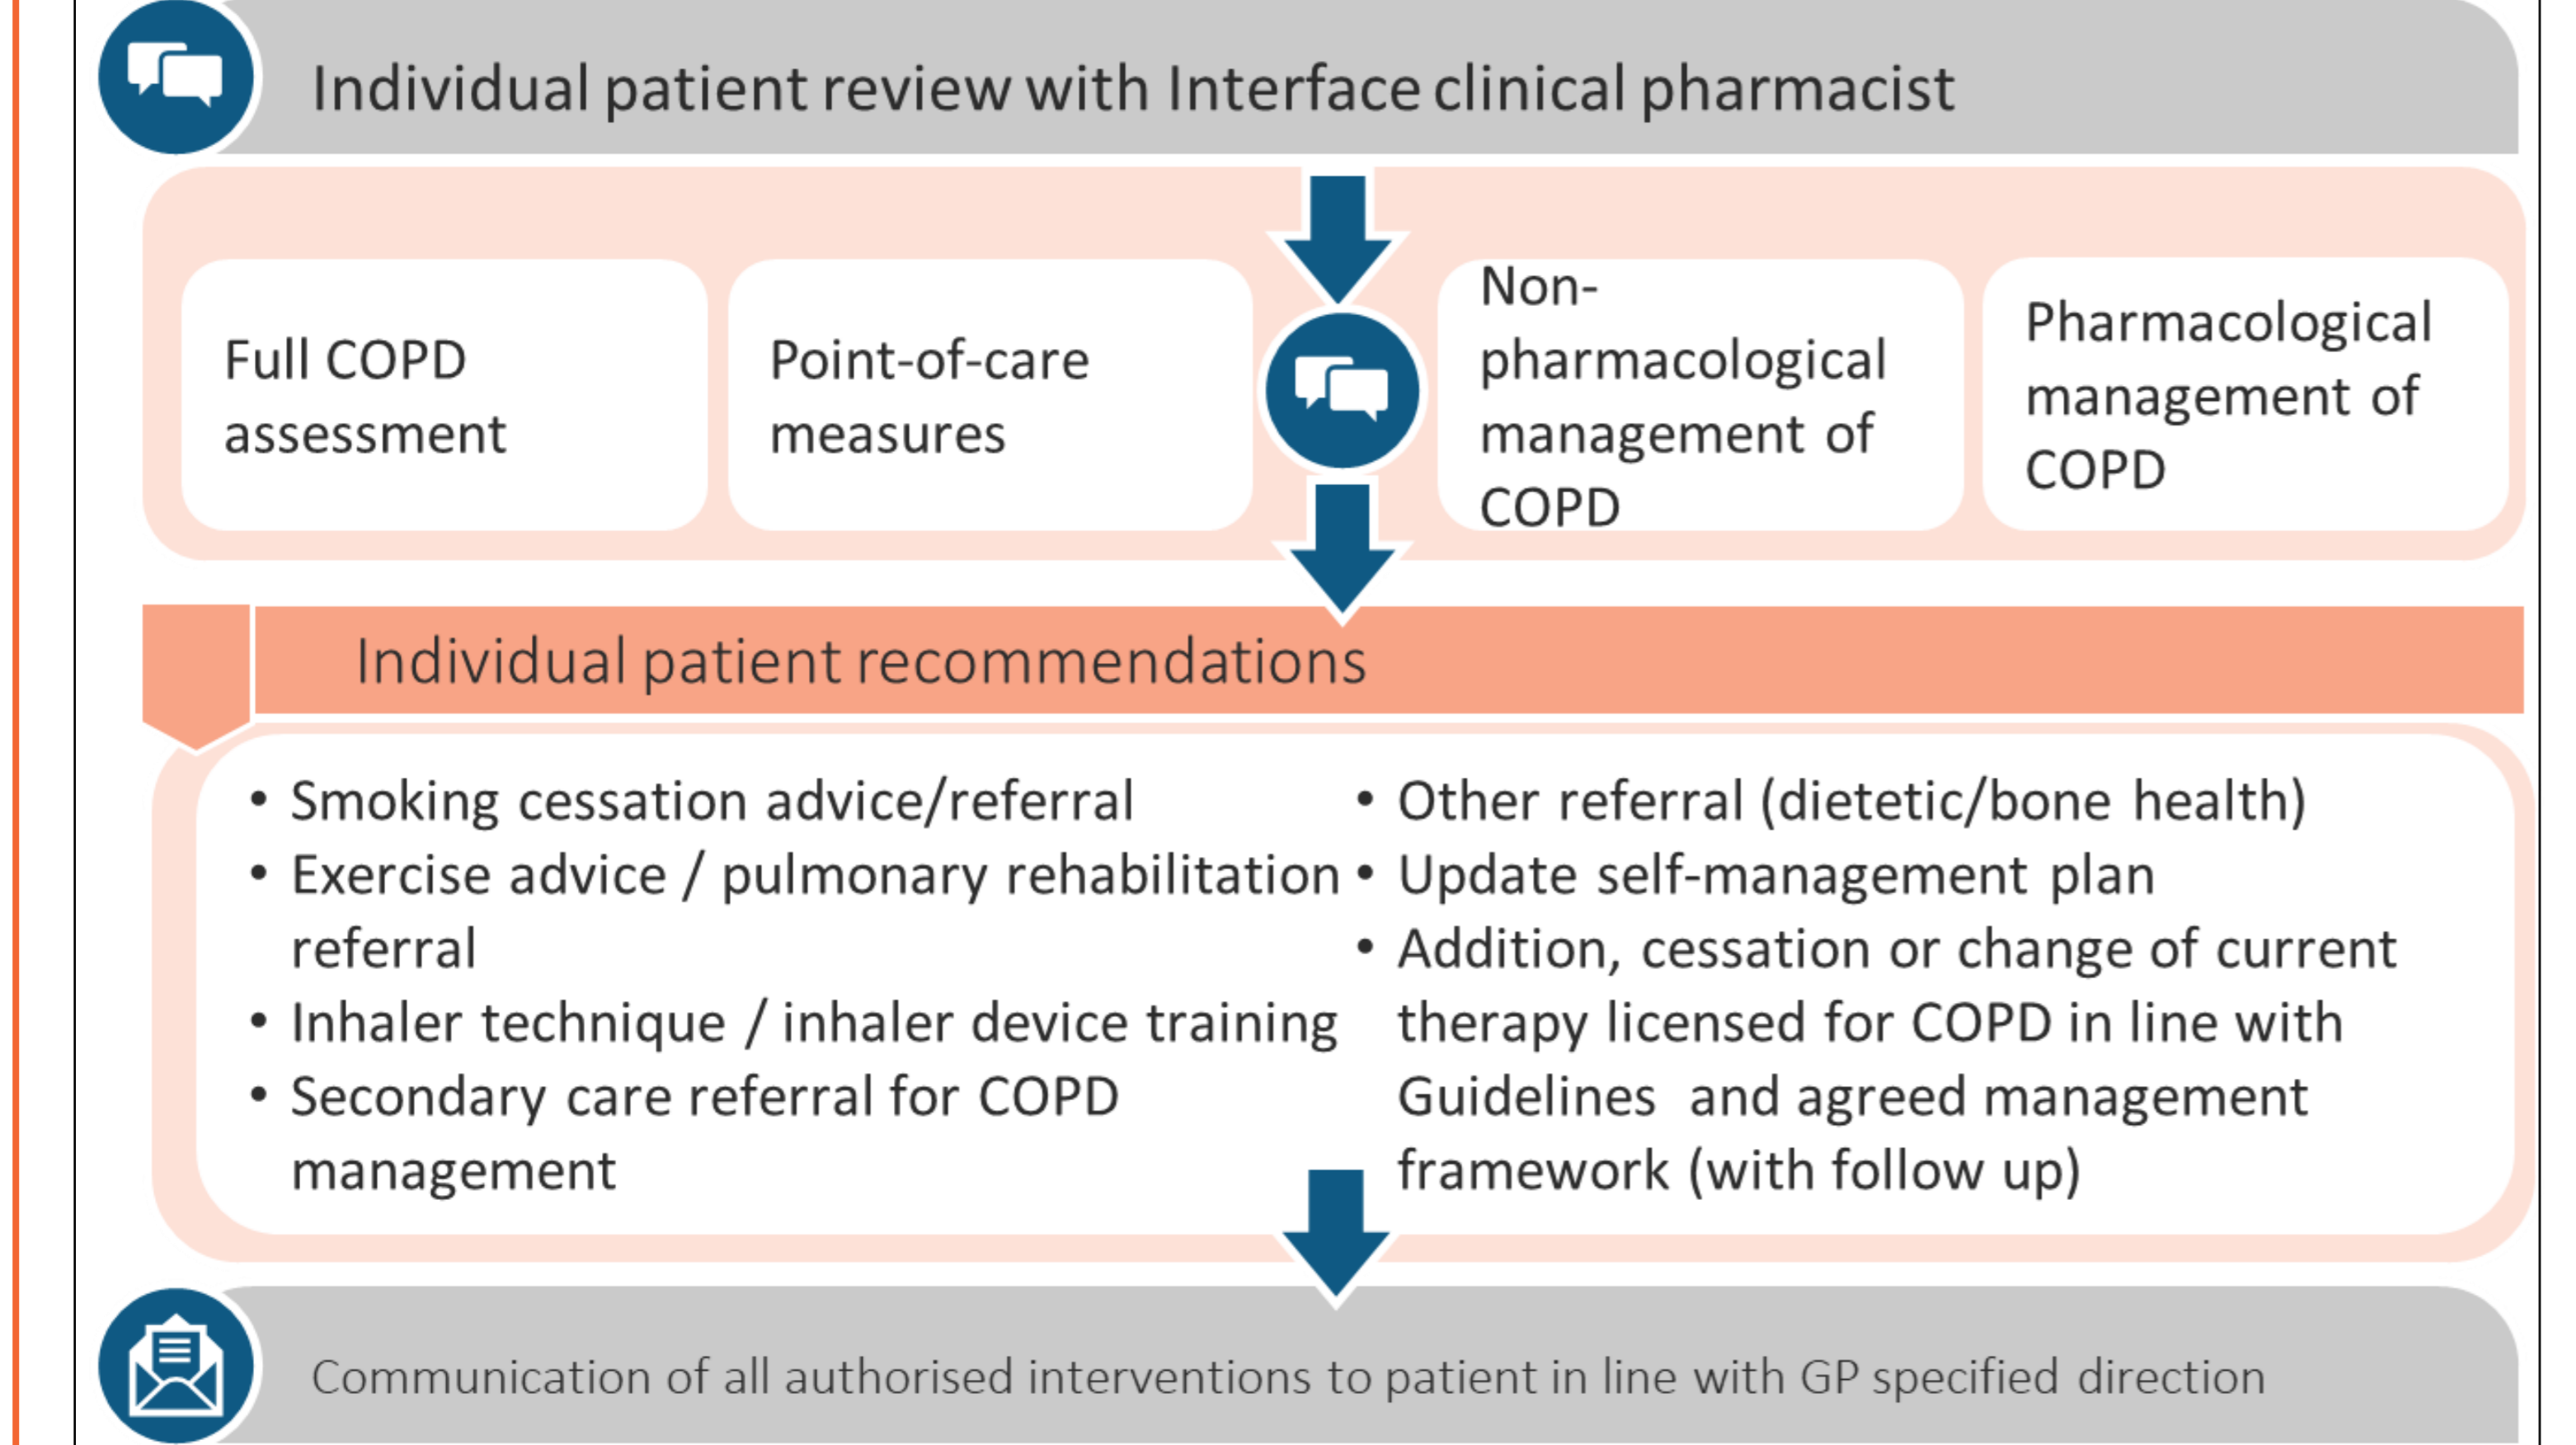 Individual patient review with Interface clinical pharmacist
Full COPD
assessment
Point-of-care
measures
Non-
pharmacological
management of
COPD
Pharmacological
management of
COPD
Individual patient recommendations
• Smoking cessation advice/referral
• Exercise advice / pulmonary rehabilitation
referral
• Inhaler technique / inhaler device training
• Secondary care referral for COPD
management
• Other referral (dietetic/bone health)
• Update self-management plan
• Addition, cessation or change of current
therapy licensed for COPD in line with
Guidelines and agreed management
framework (with follow up)
Communication of all authorised interventions to patient in line with GP specified direction